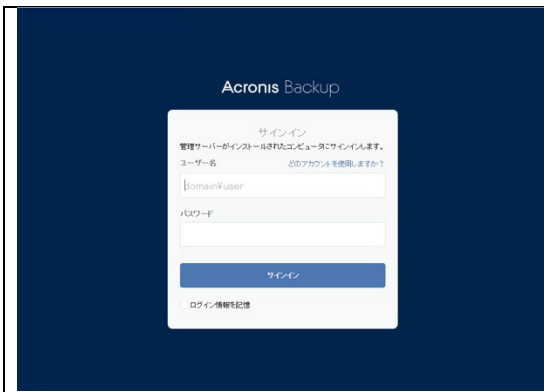 Acronis Backup
サインイン
管理サーバーがインストールされたコンピュータにサインインします。
ユーザー名 どのアカウントを使用しますか?
domain¥user
パスワード
サインイン
ログイン情報を記憶